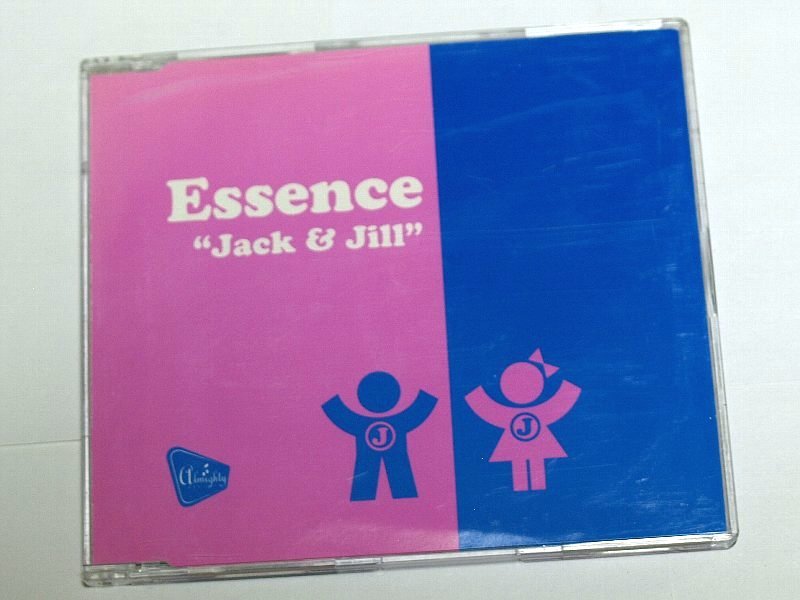 Essence
“Jack & Jill”
J
J
Almighty